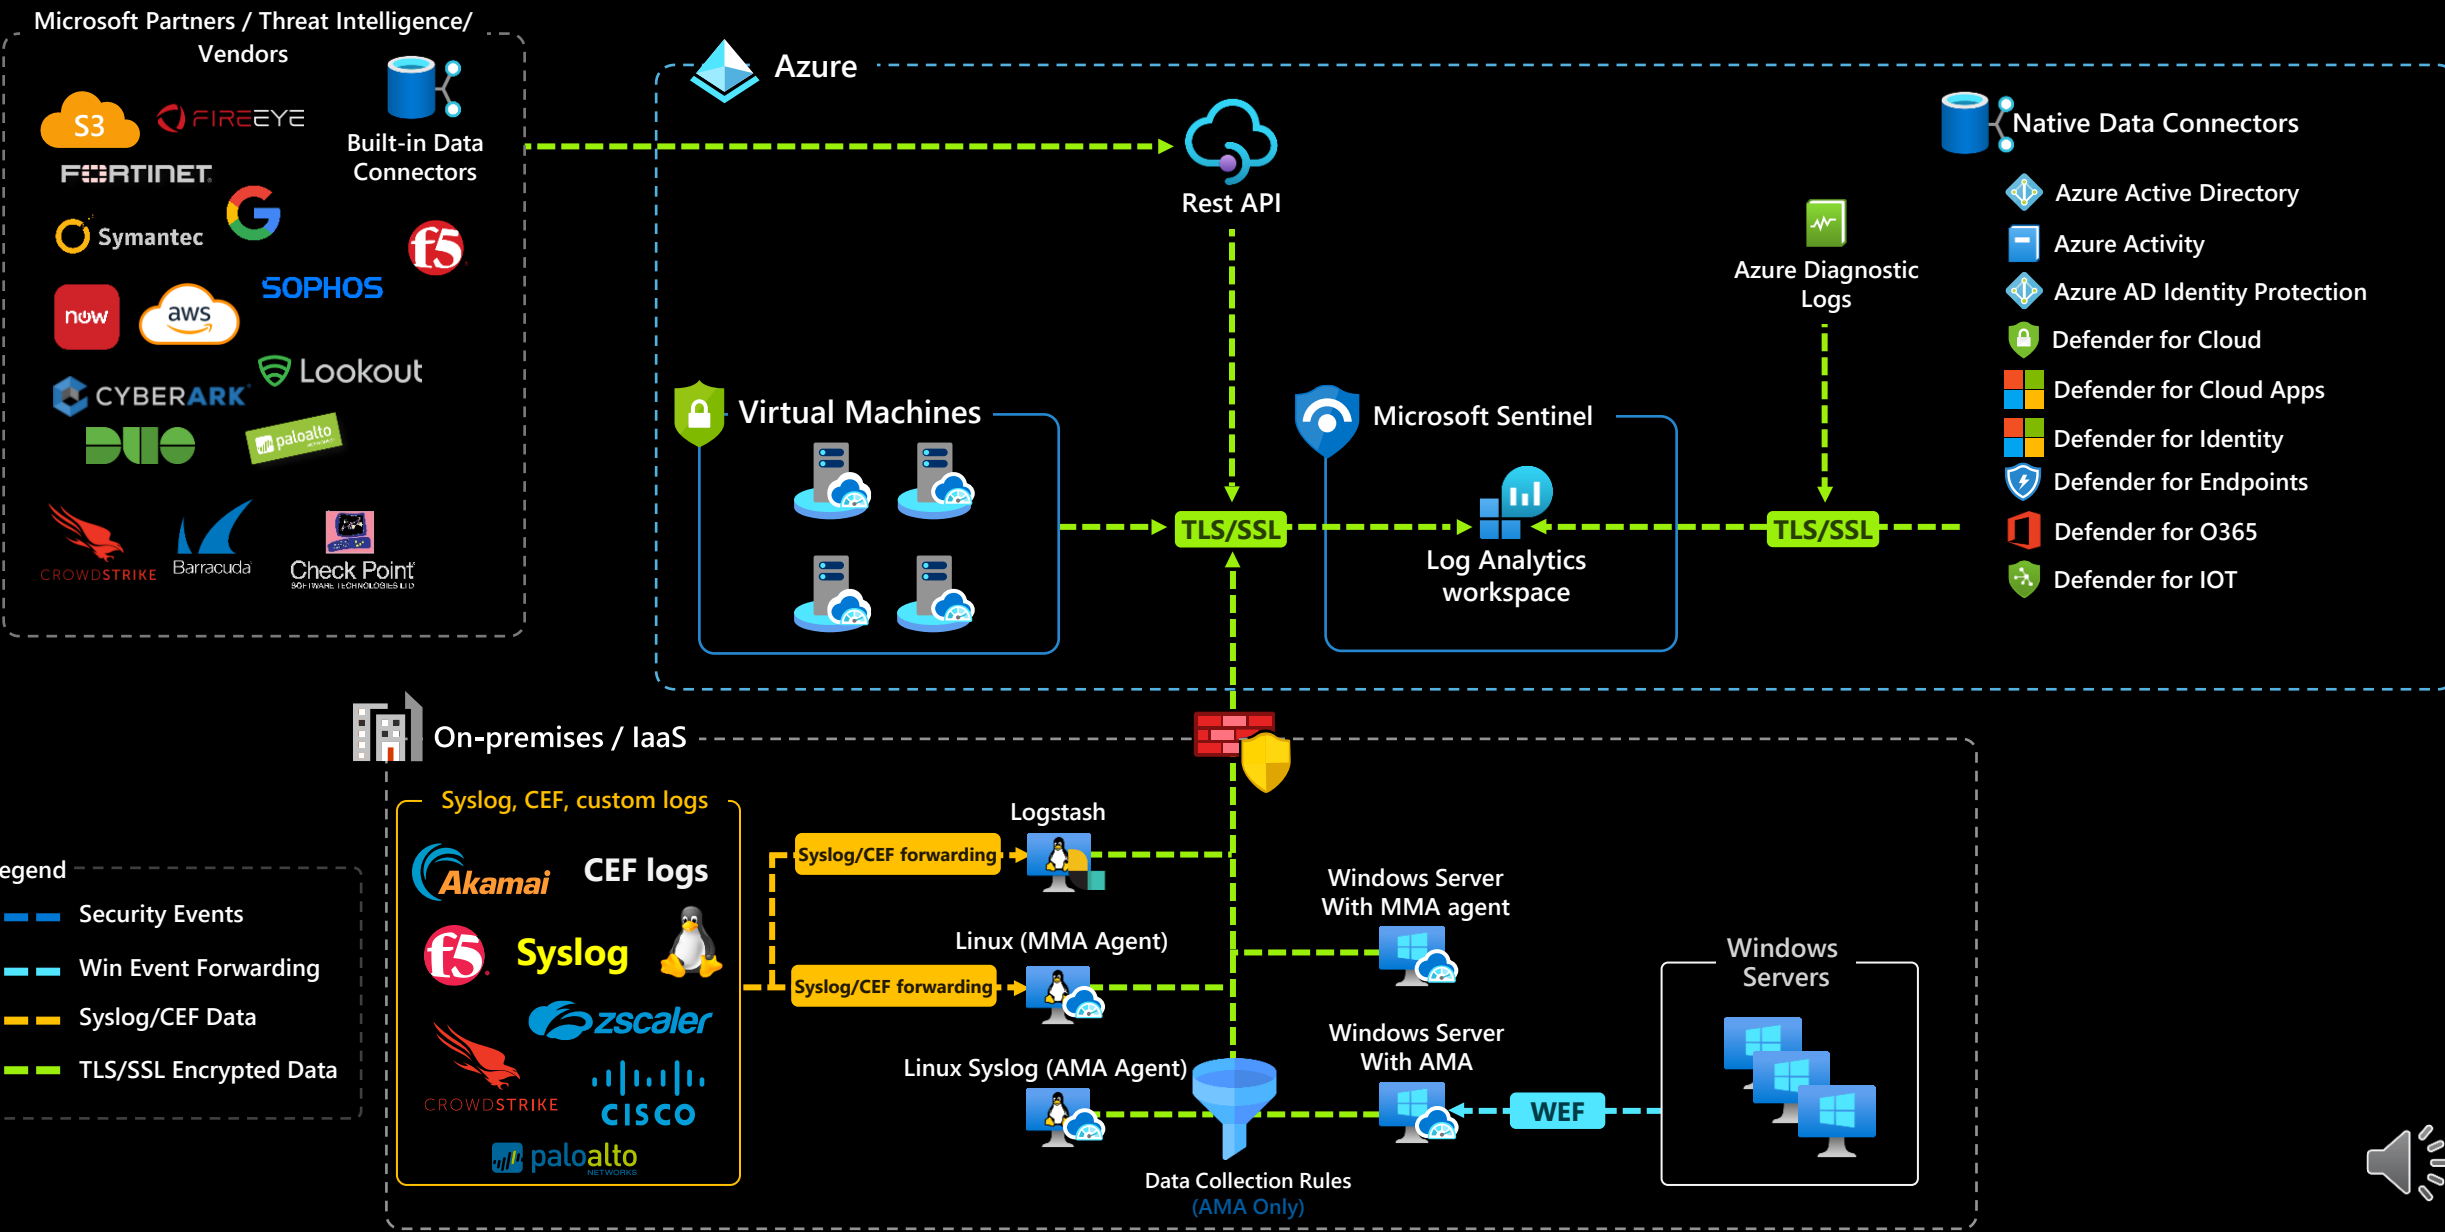 Microsoft Partners / Threat Intelligence/
Vendors
S3
FIREEYE
Built-in Data
Connectors
FORTINET
G
Symantec
f5
SOPHOS
now
aws
Lookout
CYBERARK
DUO
paloalto
CROWDSTRIKE
Barracuda
Check Point
SOFTWARE TECHNOLOGIES LTD
Azure
Rest API
Native Data Connectors
Azure Active Directory
Azure Activity
Azure AD Identity Protection
Defender for Cloud
Defender for Cloud Apps
Defender for Identity
Defender for Endpoints
Defender for O365
Defender for IOT
Azure Diagnostic
Logs
Virtual Machines
Microsoft Sentinel
TLS/SSL
Log Analytics
workspace
TLS/SSL
On-premises / IaaS
Syslog, CEF, custom logs
Akamai
CEF logs
f5
Syslog
zscaler
CROWDSTRIKE
CISCO
paloalto
NETWORKS
Syslog/CEF forwarding
Logstash
Syslog/CEF forwarding
Linux (MMA Agent)
Linux Syslog (AMA Agent)
Data Collection Rules
(AMA Only)
Windows Server
With MMA agent
Windows Server
With AMA
WEF
Windows
Servers
egend
Security Events
Win Event Forwarding
Syslog/CEF Data
TLS/SSL Encrypted Data